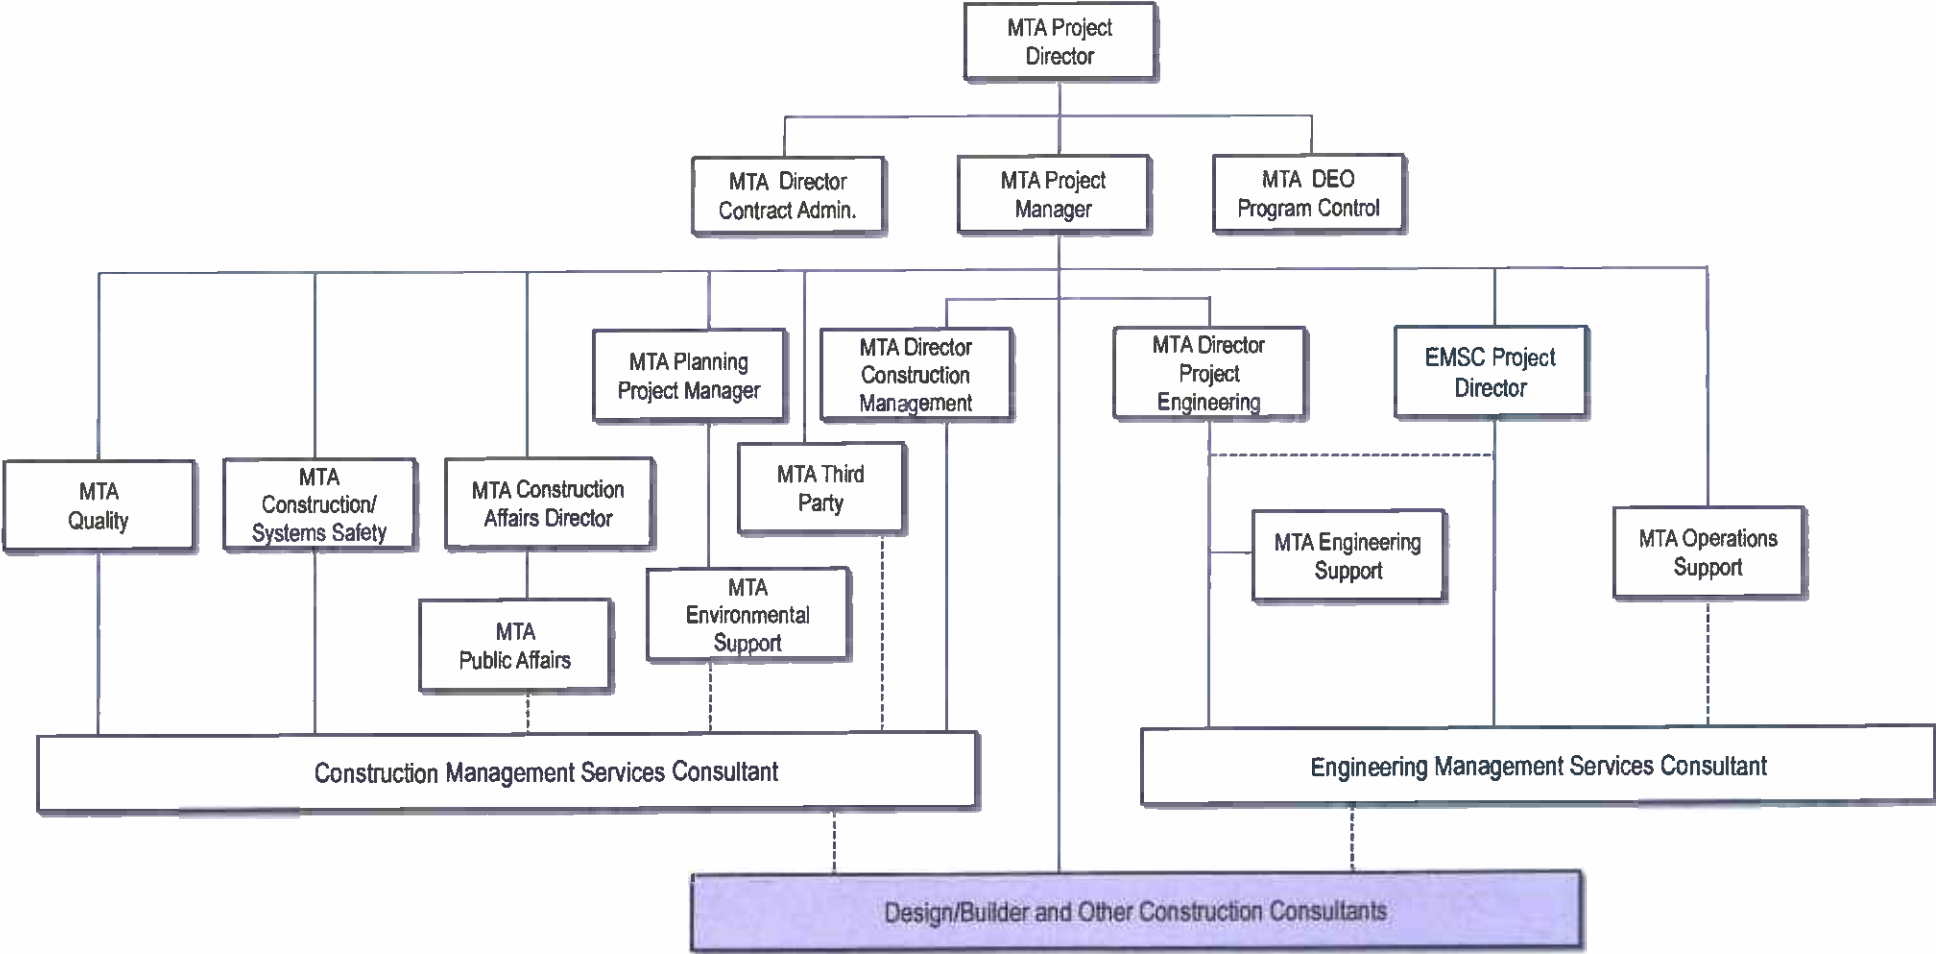 MTA Project
Director
MTA Director
Contract Admin.
MTA Project
Manager
MTA DEO
Program Control
MTA Planning
Project Manager
MTA Director
Construction
Management
MTA Director
Project
Engineering
EMSC Project
Director
MTA
Quality
MTA
Construction/
Systems Safety
MTA Construction
Affairs Director
MTA Third
Party
MTA Engineering
Support
MTA Operations
Support
MTA
Public Affairs
MTA
Environmental
Support
Construction Management Services Consultant
Engineering Management Services Consultant
Design/Builder and Other Construction Consultants